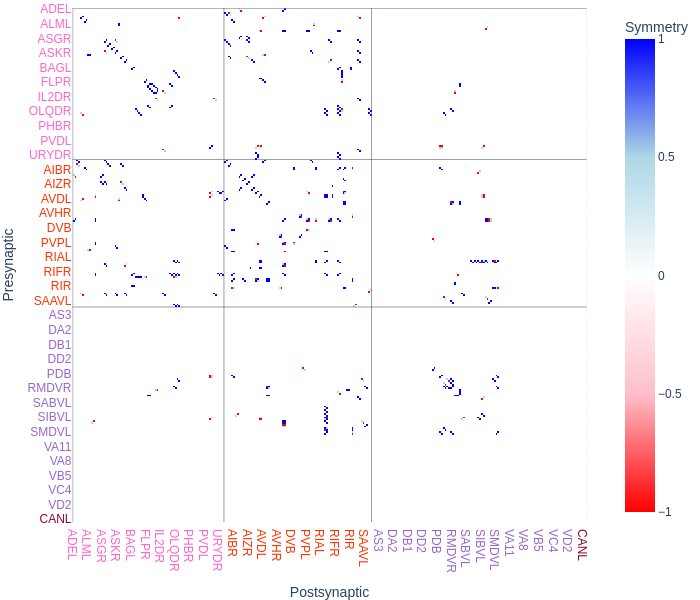 Symmetry
1
0.5
0
−0.5
−1
Presynaptic
ADEL
ALML
ASGR
ASKR
BAGL
FLPR
IL2DR
OLQDR
PHBR
PVDL
URYDR
AIBR
AIZR
AVDL
AVHR
DVB
PVPL
RIAL
RIFR
RIR
SAAVL
AS3
DA2
DB1
DD2
PDB
RMDVR
SABVL
SIBVL
SMDVL
VA11
VA8
VB5
VC4
VD2
CANL
ADEL
ALML
ASGR
ASKR
BAGL
FLPR
IL2DR
OLQDR
PHBR
PVDL
URYDR
AIBR
AIZR
AVDL
AVHR
DVB
PVPL
RIAL
RIFR
RIR
SAAVL
AS3
DA2
DB1
DD2
PDB
RMDVR
SABVL
SIBVL
SMDVL
VA11
VA8
VB5
VC4
VD2
CANL
Postsynaptic